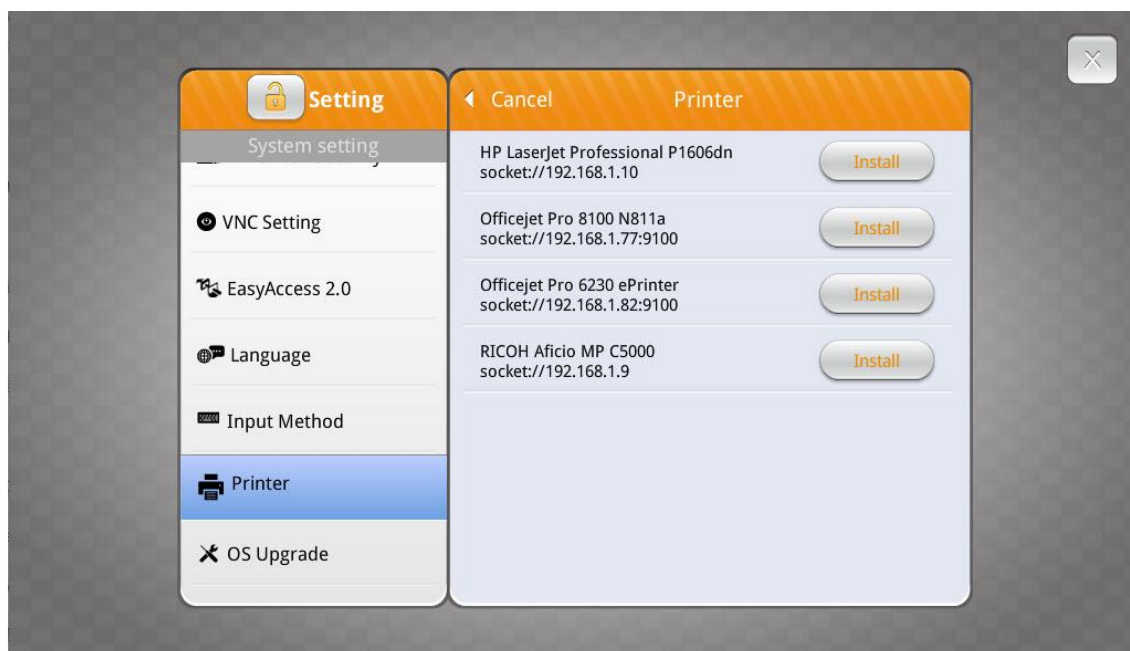 X
Setting
System setting
VNC Setting
EasyAccess 2.0
Language
Input Method
Printer
OS Upgrade
Cancel
Printer
HP LaserJet Professional P1606dn
socket://192.168.1.10
Install
Officejet Pro 8100 N811a
socket://192.168.1.77:9100
Install
Officejet Pro 6230 ePrinter
socket://192.168.1.82:9100
Install
RICOH Aficio MP C5000
socket://192.168.1.9
Install